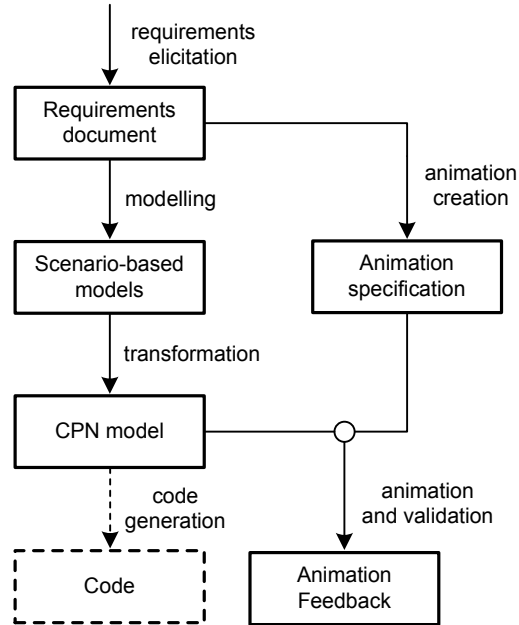 requirements
elicitation
Requirements
document
modelling
animation
creation
Scenario-based
models
Animation
specification
transformation
CPN model
code
generation
animation
and validation
Code
Animation
Feedback